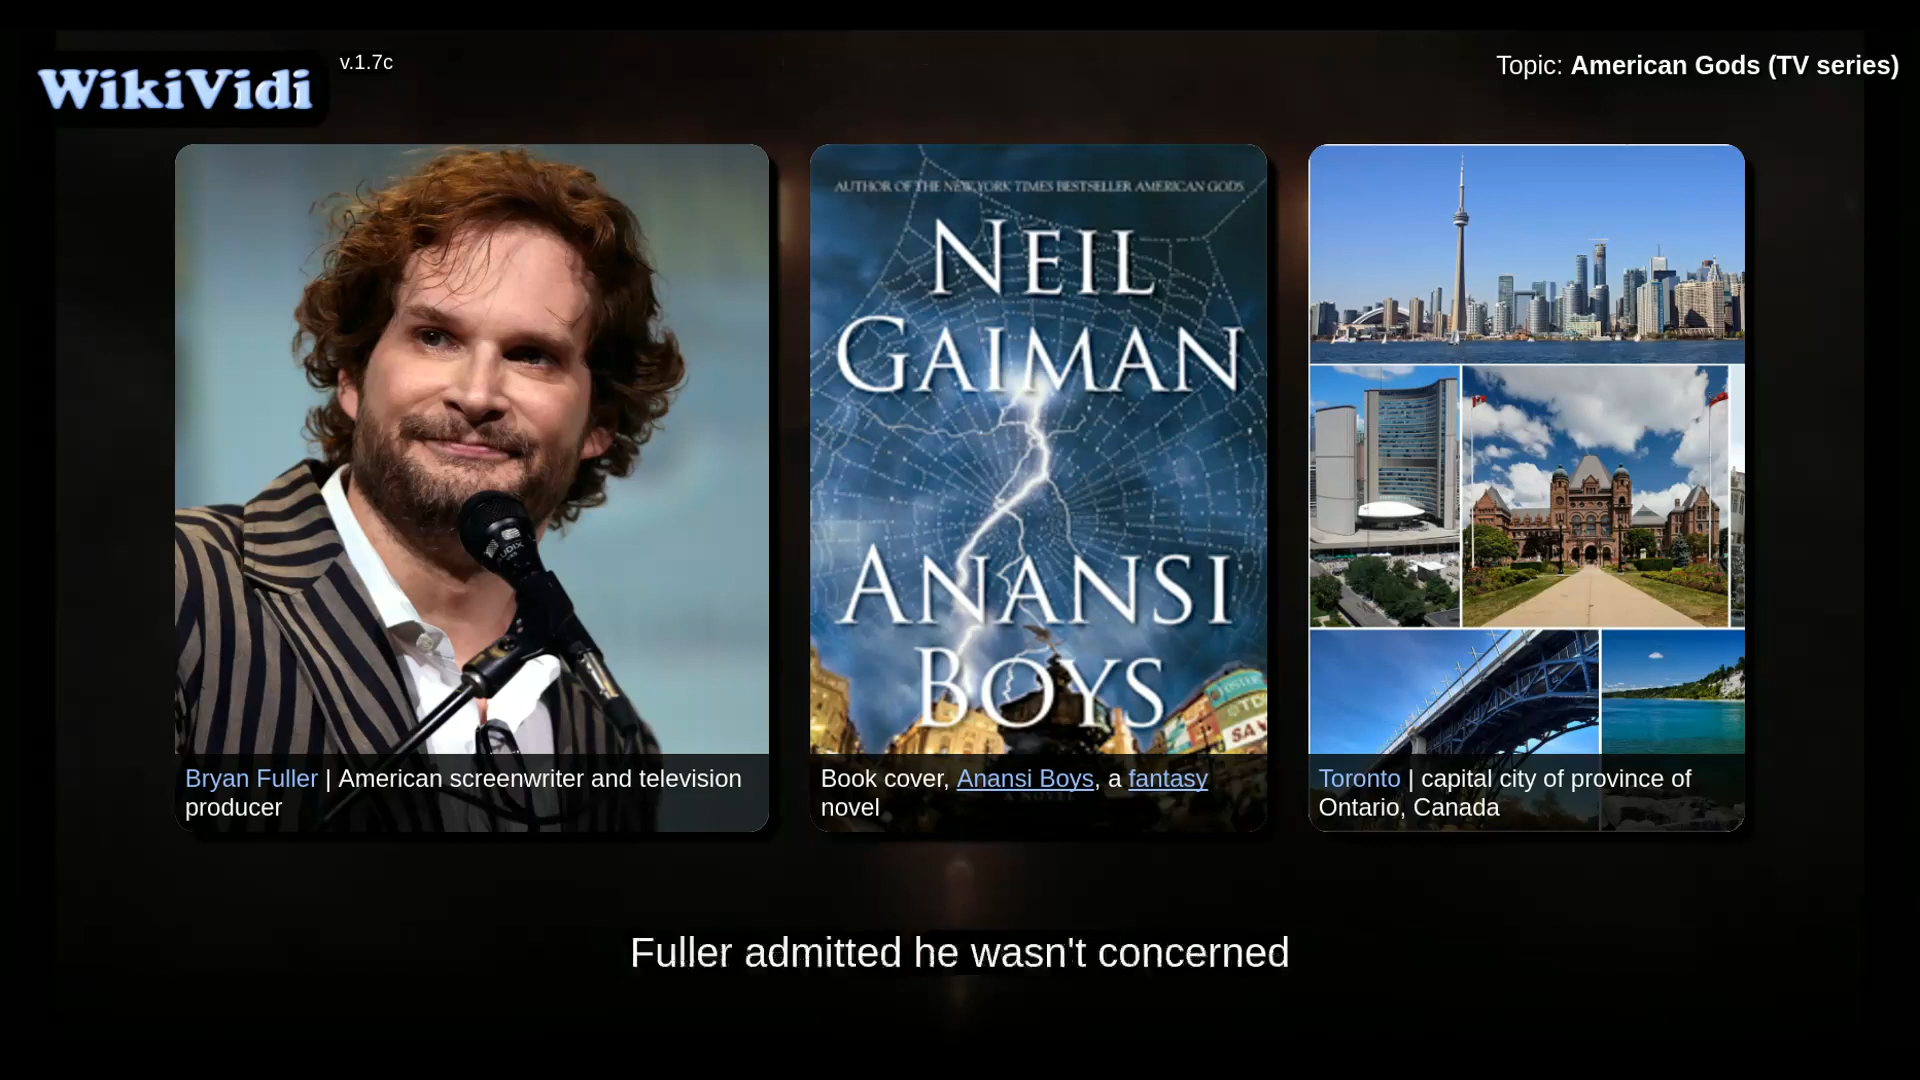 WikiVidi
v.1.7c
Topic: American Gods (TV series)
AUTHOR OF THE NEW YORK TIMES BESTSELLER AMERICAN GODS
NEIL
GAIMAN
ANANSI
BOYS
Bryan Fuller | American screenwriter and television
producer
Book cover, Anansi Boys, a fantasy
novel
Toronto | capital city of province of
Ontario, Canada
Fuller admitted he wasn't concerned